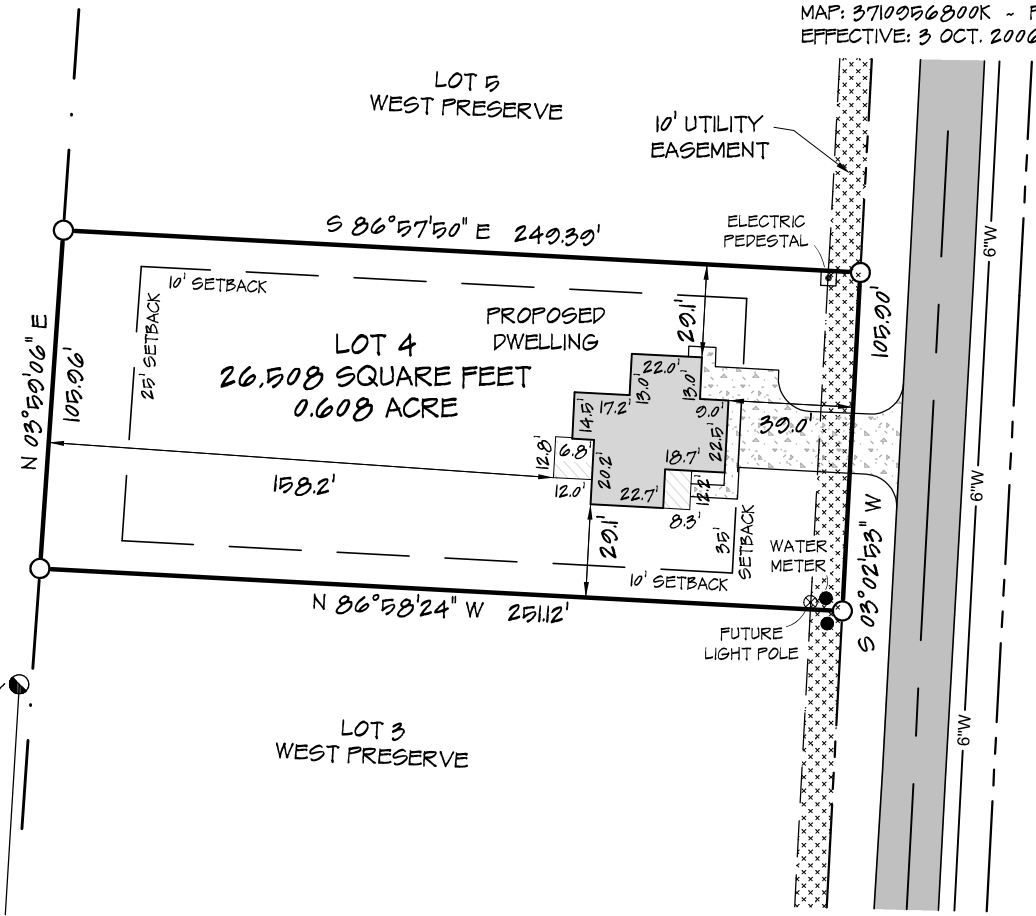 MAP: 3710956800K ~
EFFECTIVE: 3 OCT. 2006
LOT 5
WEST PRESERVE
10' UTILITY
EASEMENT
ELECTRIC
PEDESTAL
S 86°57'50" E 249.39'
10' SETBACK
25' SETBACK
N 03°59'06" E
105.96'
LOT 4
26,508 SQUARE FEET
0.608 ACRE
PROPOSED
DWELLING
29.1'
105.90'
S 03°02'53" W
22.0'
13.0'
13.0'
17.2'
14.5'
9.0'
39.0'
22.5'
6.8'
12.8'
20.2'
18.7'
12.0'
22.7'
12.2'
8.3'
158.2'
29.1'
35'
SETBACK
10' SETBACK
WATER
METER
N 86°58'24" W 251.12'
FUTURE
LIGHT POLE
LOT 3
WEST PRESERVE
6"W
6"W
6"W